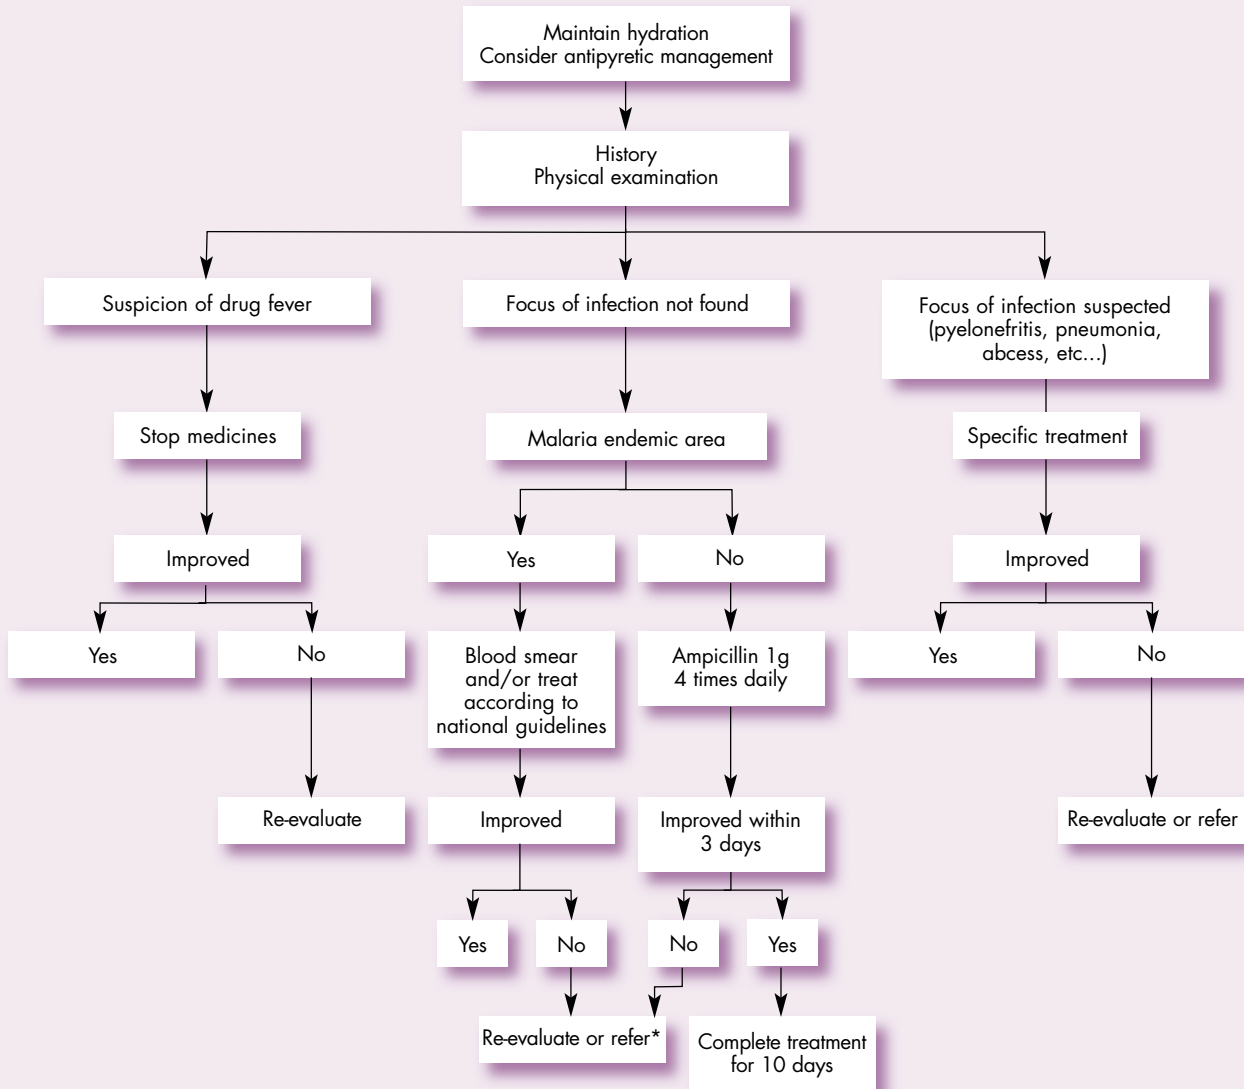 Maintain hydration
Consider antipyretic management
History
Physical examination
Suspicion of drug fever
Focus of infection not found
Focus of infection suspected
(pyelonefritis, pneumonia,
abcess, etc...)
Stop medicines
Malaria endemic area
Specific treatment
Improved
Yes
No
Improved
Yes
No
Blood smear
and/or treat
according to
national guidelines
Ampicillin 1g
4 times daily
Yes
No
Re-evaluate
Improved
Improved within
3 days
Re-evaluate or refer
Yes
No
No
Yes
Re-evaluate or refer*
Complete treatment
for 10 days